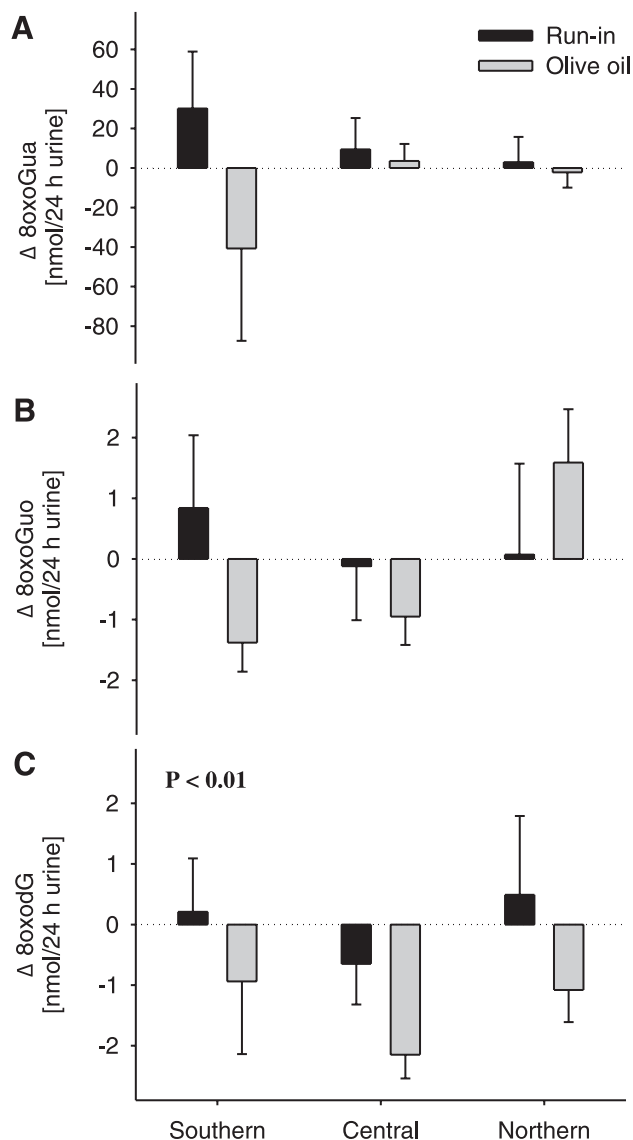 A
Run-in
Olive oil
60
40
20
0
-20
-40
-60
-80
Δ 8oxoGua
[nmol/24 h urine]
B
2
1
0
-1
-2
Δ 8oxoGuo
[nmol/24 h urine]
C
P < 0.01
2
1
0
-1
-2
Δ 8oxodG
[nmol/24 h urine]
Southern Central Northern